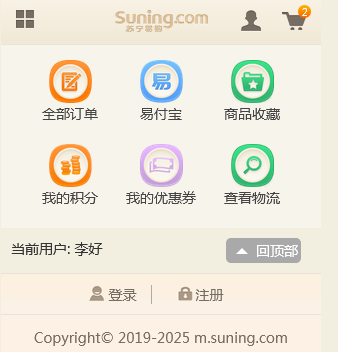 Suning.com
苏宁易购
2
易
全部订单 易付宝 商品收藏
我的积分 我的优惠券 查看物流
当前用户: 李好 回顶部
登录 注册
Copyright© 2019-2025 m.suning.com